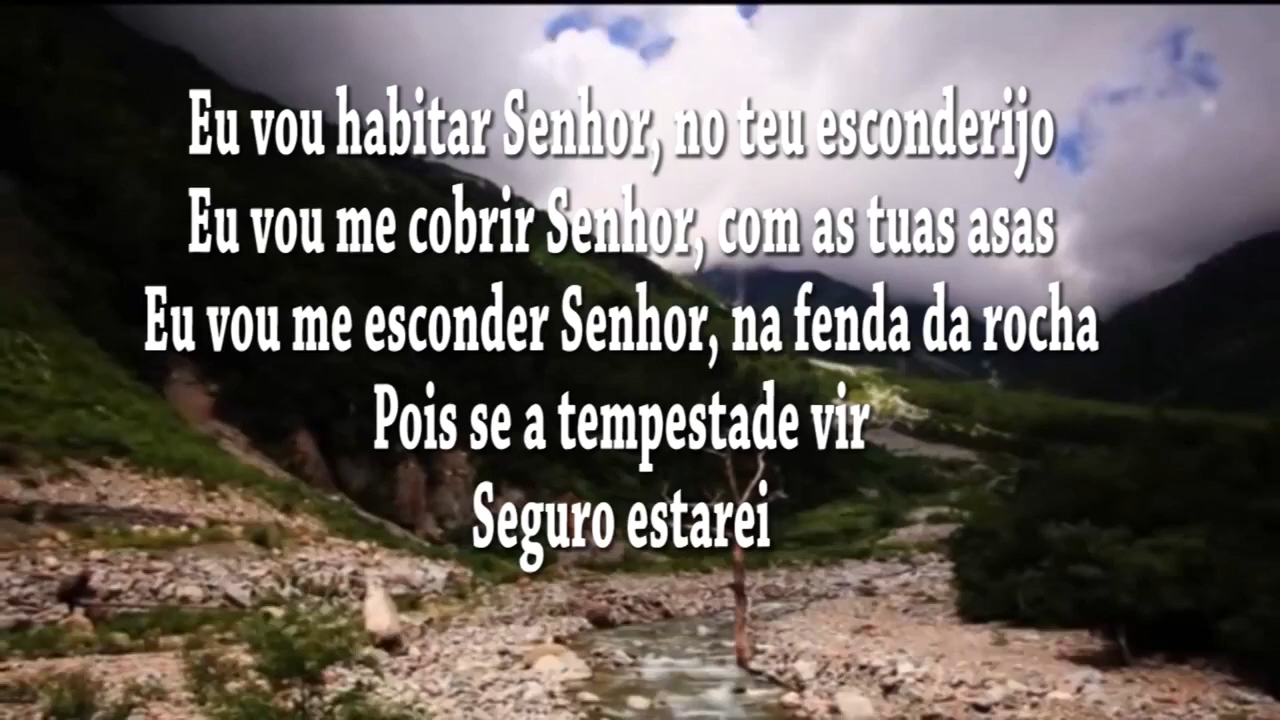 Eu vou habitar Senhor, no teu esconderijo
Eu vou me cobrir Senhor, com as tuas asas
Eu vou me esconder Senhor, na fenda da rocha
Pois se a tempestade vir
Seguro estarei